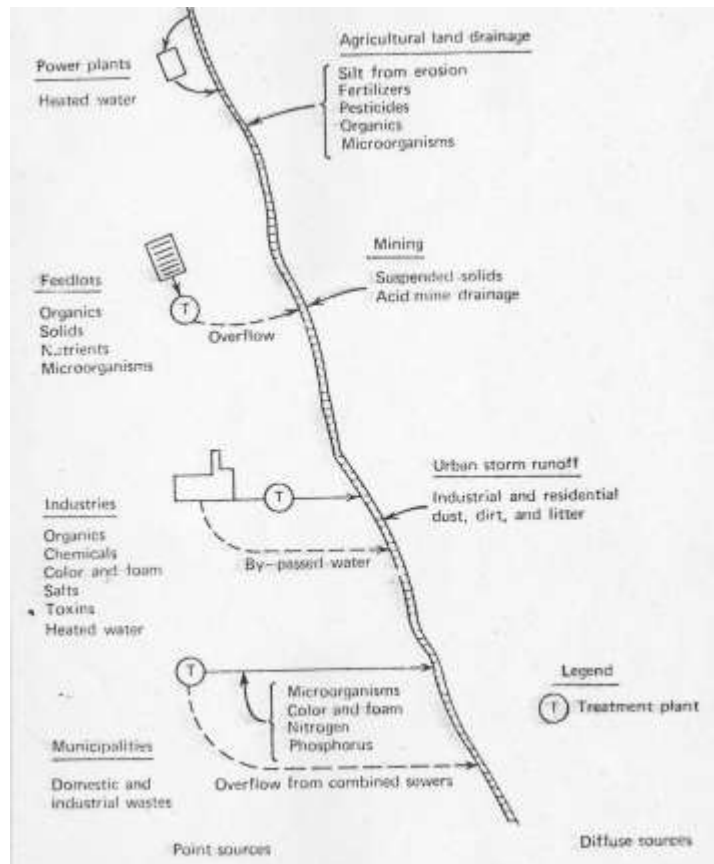 Power plants
Heated water
Agricultural land drainage
Silt from erosion
Fertilizers
Pesticides
Organics
Microorganisms
Mining
Suspended solids
Acid mine drainage
Feedlots
Organics
Solids
Nutrients
Microorganisms
T
Overflow
Urban storm runoff
Industrial and residential
dust, dirt, and litter
T
Industries
Organics
Chemicals
Color and foam
Salts
Toxins
Heated water
By-passed water
T
Microorganisms
Color and foam
Nitrogen
Phosphorus
Legend
T Treatment plant
Municipalities
Domestic and
industrial wastes
Overflow from combined sewers
Point sources
Diffuse sources